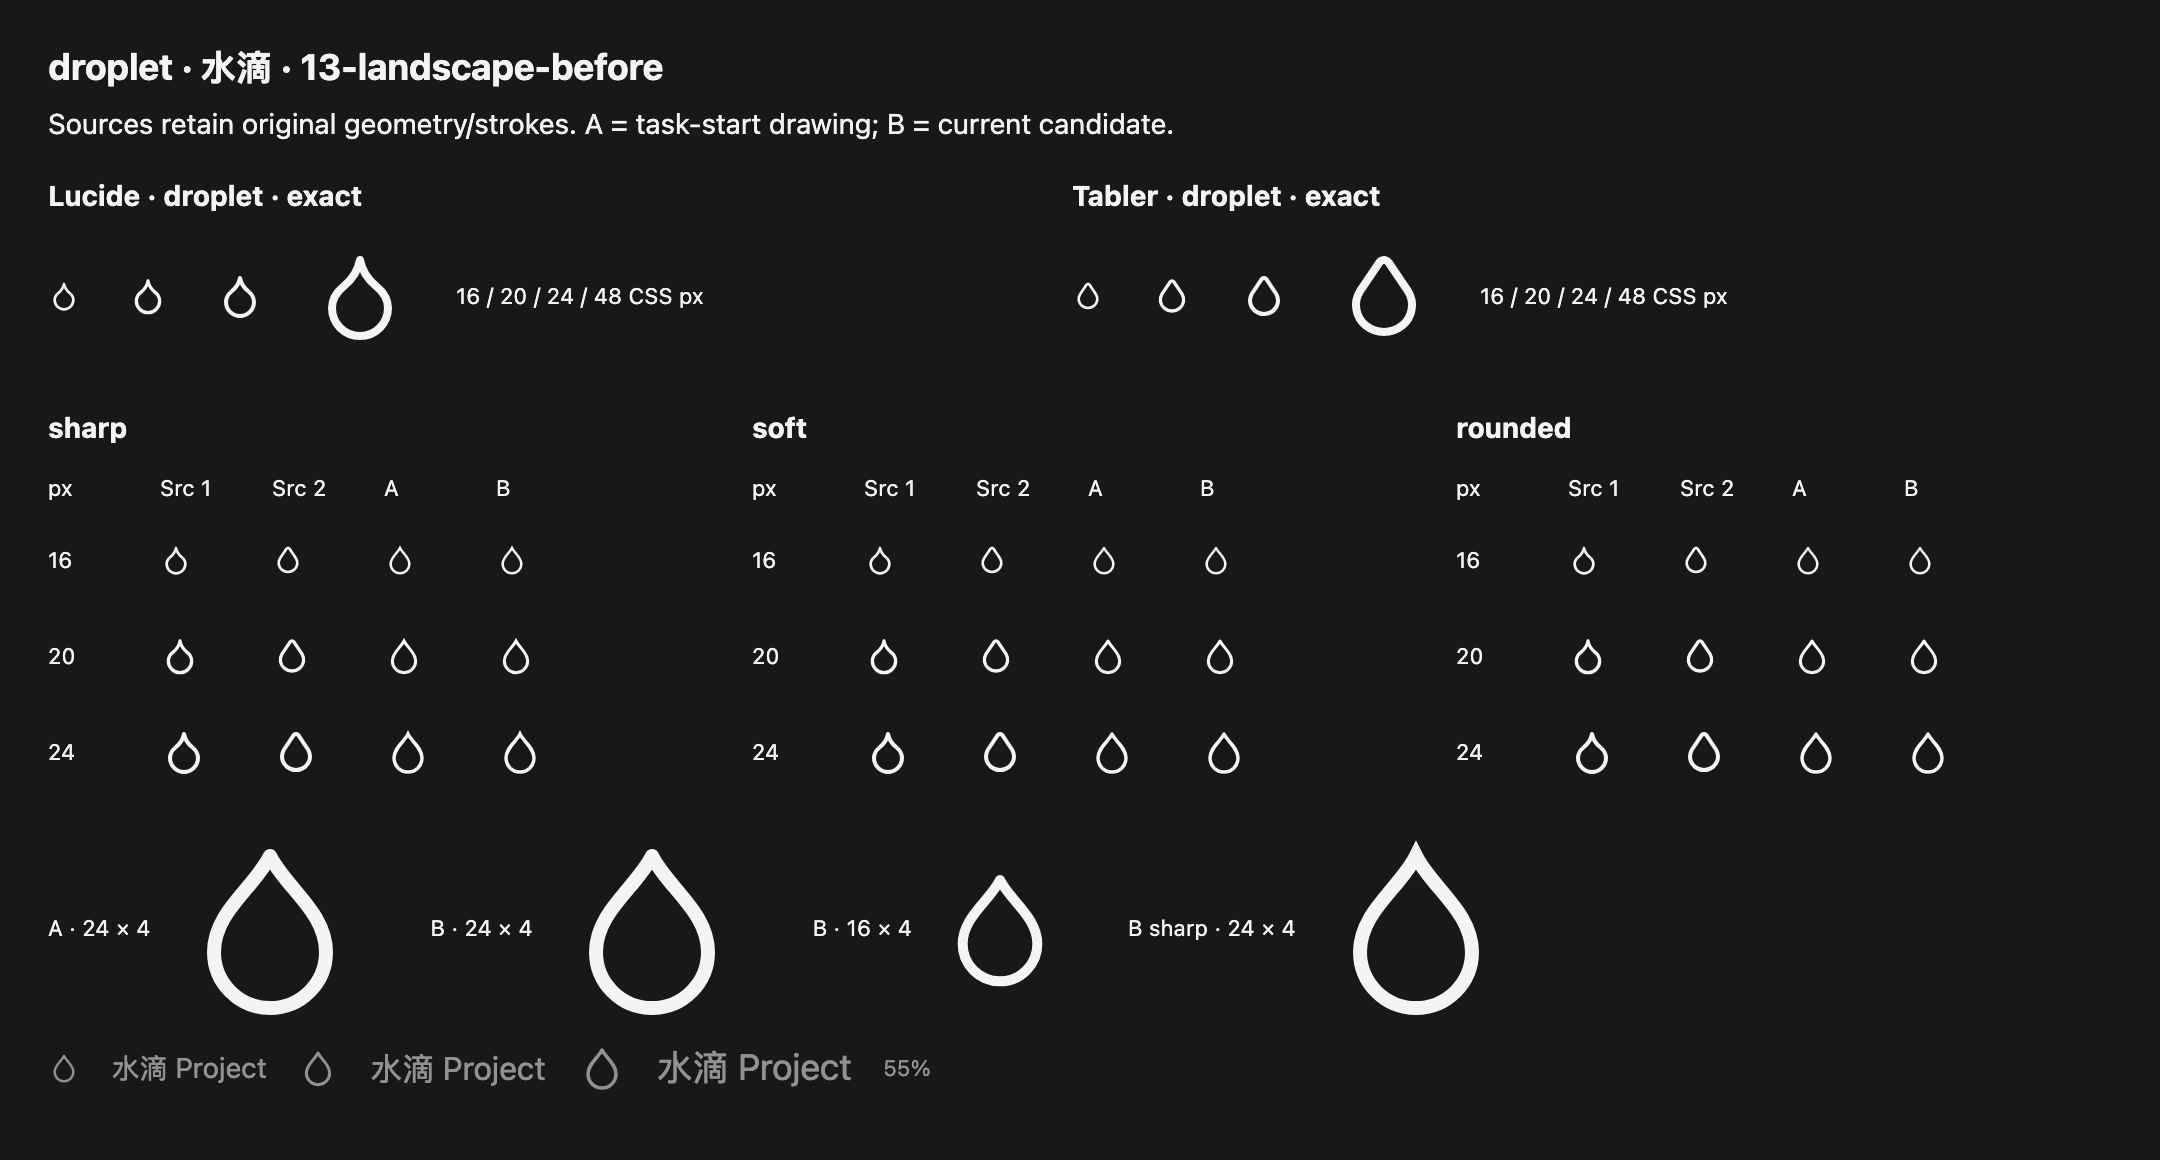 droplet · 水滴 · 13-landscape-before
Sources retain original geometry/strokes. A = task-start drawing; B = current candidate.
Lucide · droplet · exact
16 / 20 / 24 / 48 CSS px
Tabler · droplet · exact
16 / 20 / 24 / 48 CSS px
sharp
px Src 1 Src 2 A B
16
20
24
soft
px Src 1 Src 2 A B
16
20
24
rounded
px Src 1 Src 2 A B
16
20
24
A · 24 × 4
B · 24 × 4
B · 16 × 4
B sharp · 24 × 4
水滴 Project 水滴 Project 水滴 Project 55%